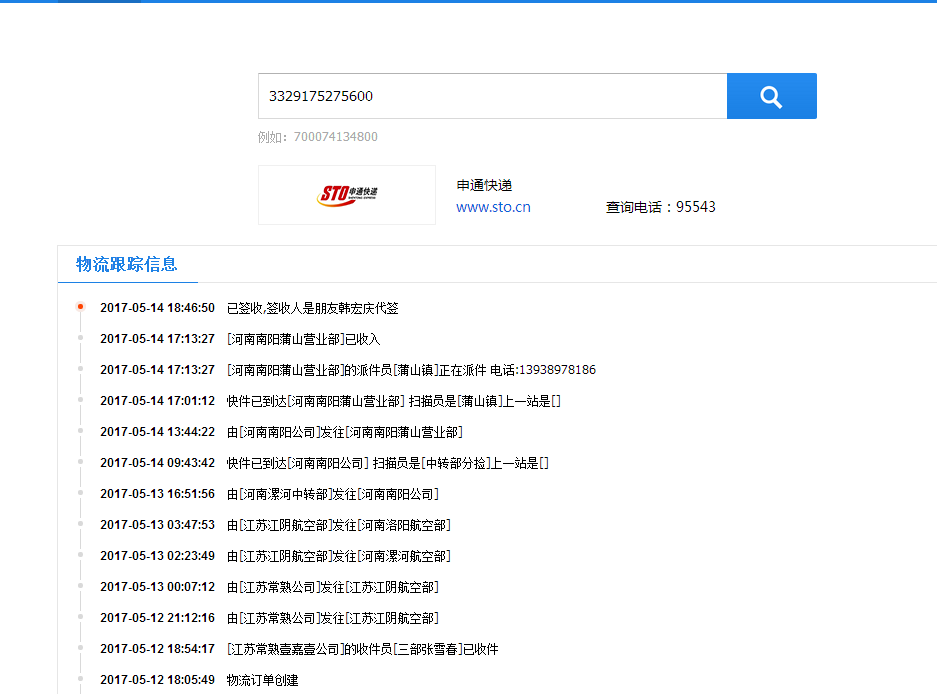 3329175275600
例如：700074134800
STO申通快递
申通快递
www.sto.cn 查询电话：95543
物流跟踪信息
2017-05-14 18:46:50 已签收,签收人是朋友韩宏庆代签
2017-05-14 17:13:27 [河南南阳蒲山营业部]已收入
2017-05-14 17:13:27 [河南南阳蒲山营业部]的派件员[蒲山镇]正在派件 电话:13938978186
2017-05-14 17:01:12 快件已到达[河南南阳蒲山营业部] 扫描员是[蒲山镇]上一站是[]
2017-05-14 13:44:22 由[河南南阳公司]发往[河南南阳蒲山营业部]
2017-05-14 09:43:42 快件已到达[河南南阳公司] 扫描员是[中转部分捡]上一站是[]
2017-05-13 16:51:56 由[河南漯河中转部]发往[河南南阳公司]
2017-05-13 03:47:53 由[江苏江阴航空部]发往[河南洛阳航空部]
2017-05-13 02:23:49 由[江苏江阴航空部]发往[河南漯河航空部]
2017-05-13 00:07:12 由[江苏常熟公司]发往[江苏江阴航空部]
2017-05-12 21:12:16 由[江苏常熟公司]发往[江苏江阴航空部]
2017-05-12 18:54:17 [江苏常熟壹嘉壹公司]的收件员[三部张雪春]已收件
2017-05-12 18:05:49 物流订单创建